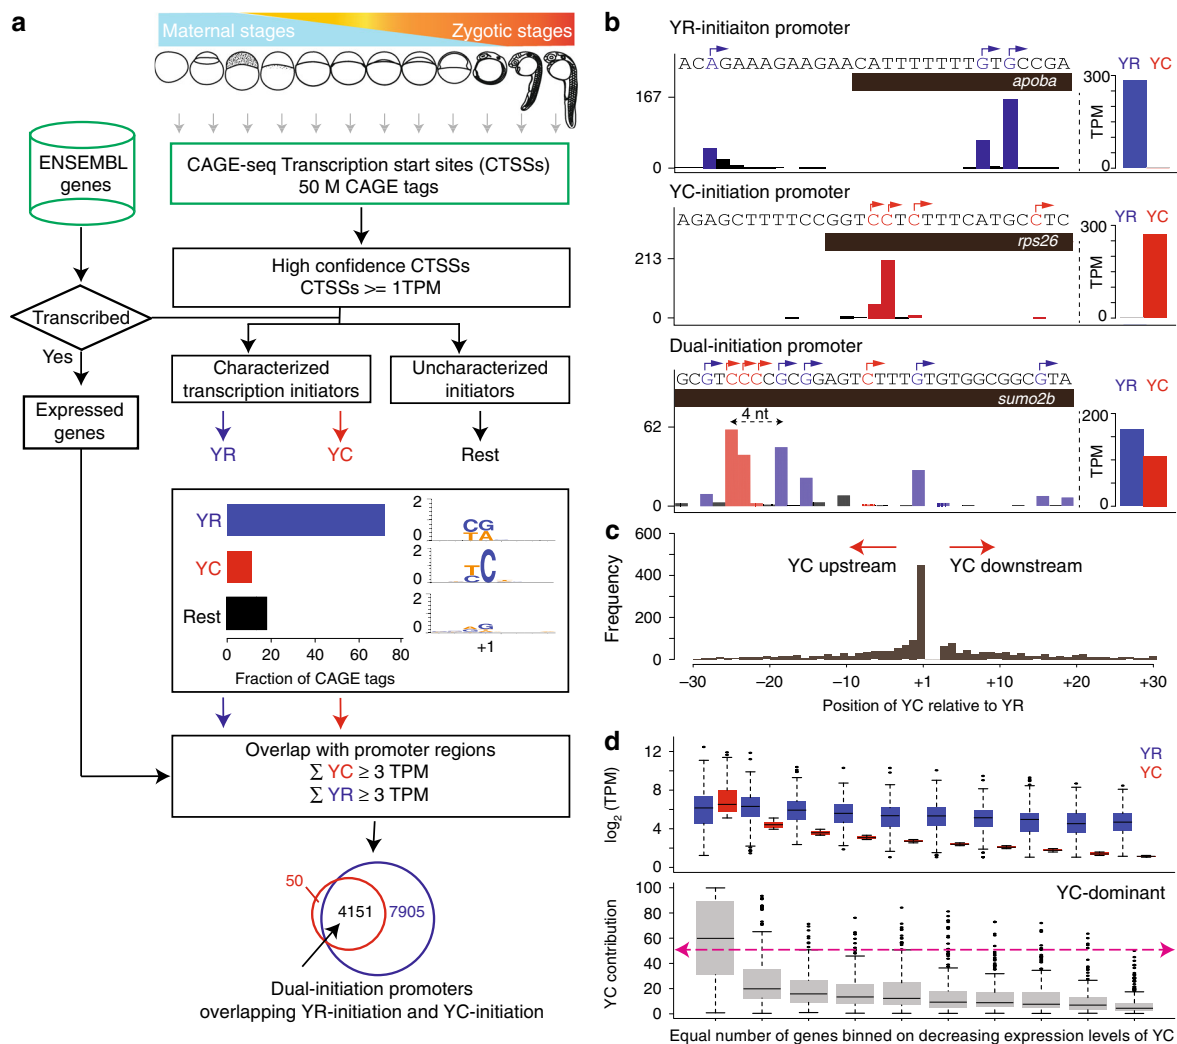 a
Maternal stages
Zygotic stages
ENSEMBL
genes
CAGE-seq Transcription start sites (CTSSs)
50 M CAGE tags
High confidence CTSSs
CTSSs >= 1TPM
Transcribed
Yes
Expressed
genes
Characterized
transcription initiators
Uncharacterized
initiators
YR
YC
Rest
YR
YC
Rest
0
20
40
60
80
Fraction of CAGE tags
2
0
CG
TA
2
0
TC
C
2
0
AG
+1
Overlap with promoter regions
∑ YC ≥ 3 TPM
∑ YR ≥ 3 TPM
50
4151
7905
Dual-initiation promoters
overlapping YR-initiation and YC-initiation
b
YR-initiaiton promoter
ACAGAAAGAAGAACATTTTTTTGTGCCGA
apoba
167
0
YR YC
300
TPM
0
YC-initiation promoter
AGAGCTTTTCCGGTCCTCTTTCATGCCTC
rps26
213
0
YR YC
300
TPM
0
Dual-initiation promoter
GCGTCCCCGCGGAGTCTTTGTGTGGCGGCGTA
sumo2b
4 nt
62
0
YR YC
200
TPM
0
c
600
400
200
0
Frequency
YC upstream
YC downstream
−30
−20
−10
+1
+10
+20
+30
Position of YC relative to YR
d
12
8
4
0
log2 (TPM)
YR
YC
100
80
60
40
20
0
YC contribution
YC-dominant
Equal number of genes binned on decreasing expression levels of YC